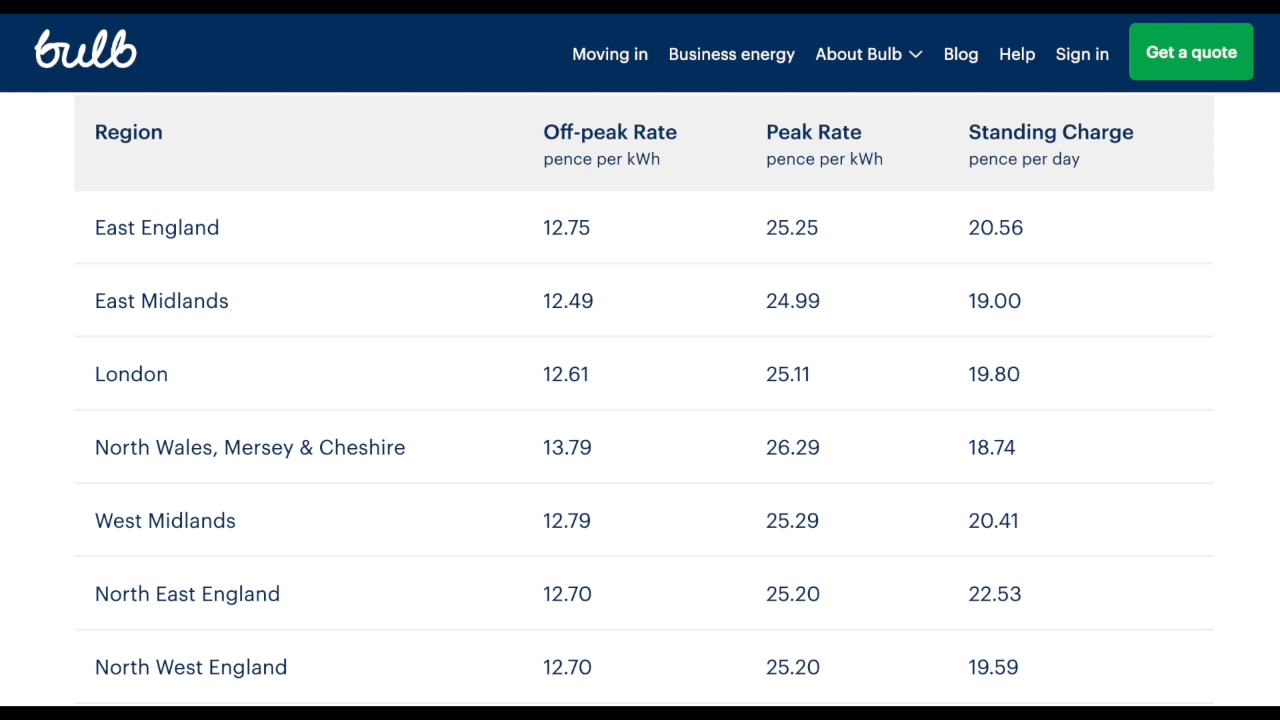 bulb
Moving in Business energy About Bulb Blog Help Sign in Get a quote
Region Off-peak Rate Peak Rate Standing Charge
pence per kWh pence per kWh pence per day
East England 12.75 25.25 20.56
East Midlands 12.49 24.99 19.00
London 12.61 25.11 19.80
North Wales, Mersey & Cheshire 13.79 26.29 18.74
West Midlands 12.79 25.29 20.41
North East England 12.70 25.20 22.53
North West England 12.70 25.20 19.59